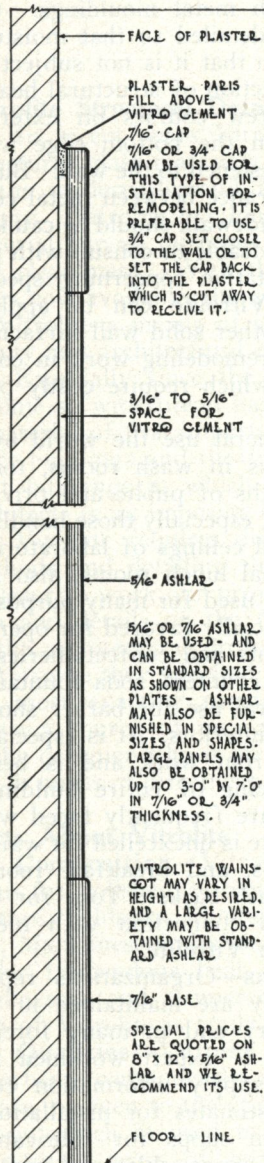 FACE OF PLASTER
PLASTER PARIS
FILL ABOVE
VITRO CEMENT
7/16" CAP
7/16" OR 3/4" CAP
MAY BE USED FOR
THIS TYPE OF IN-
STALLATION FOR
REMODELING. IT IS
PREFERABLE TO USE
3/4" CAP SET CLOSER
TO THE WALL OR TO
SET THE CAP BACK
INTO THE PLASTER
WHICH IS CUT AWAY
TO RECEIVE IT.
3/16" TO 5/16"
SPACE FOR
VITRO CEMENT
5/16" ASHLAR
5/16" OR 7/16" ASHLAR
MAY BE USED - AND
CAN BE OBTAINED
IN STANDARD SIZES
AS SHOWN ON OTHER
PLATES - ASHLAR
MAY ALSO BE FUR-
NISHED IN SPECIAL
SIZES AND SHAPES.
LARGE PANELS MAY
ALSO BE OBTAINED
UP TO 3'-0" BY 7'-0"
IN 7/16" OR 3/4"
THICKNESS.
VITROLITE WAINS-
COT MAY VARY IN
HEIGHT AS DESIRED,
AND A LARGE VARI-
ETY MAY BE OB-
TAINED WITH STAND-
ARD ASHLAR
7/16" BASE
SPECIAL PRICES
ARE QUOTED ON
8" x 12" x 5/16" ASH-
LAR AND WE RE-
COMMEND ITS USE.
FLOOR LINE